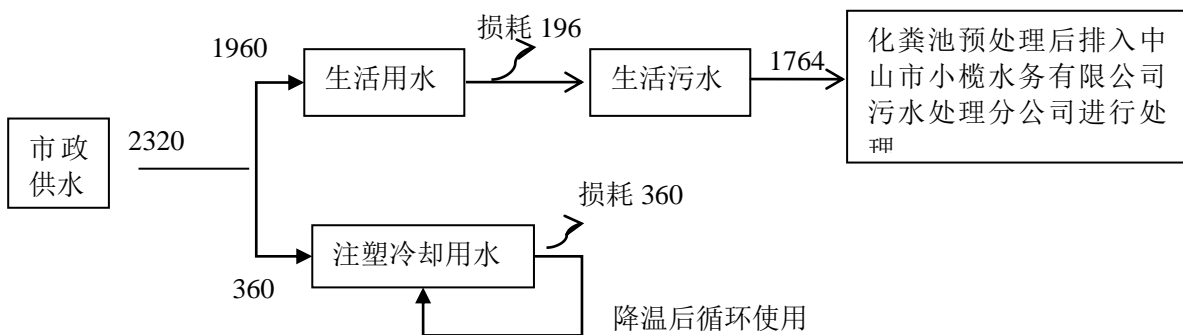 损耗 196
1960
生活用水
生活污水
1764
化粪池预处理后排入中
山市小榄水务有限公司
污水处理分公司进行处
理
市政
供水
2320
损耗 360
注塑冷却用水
360
降温后循环使用